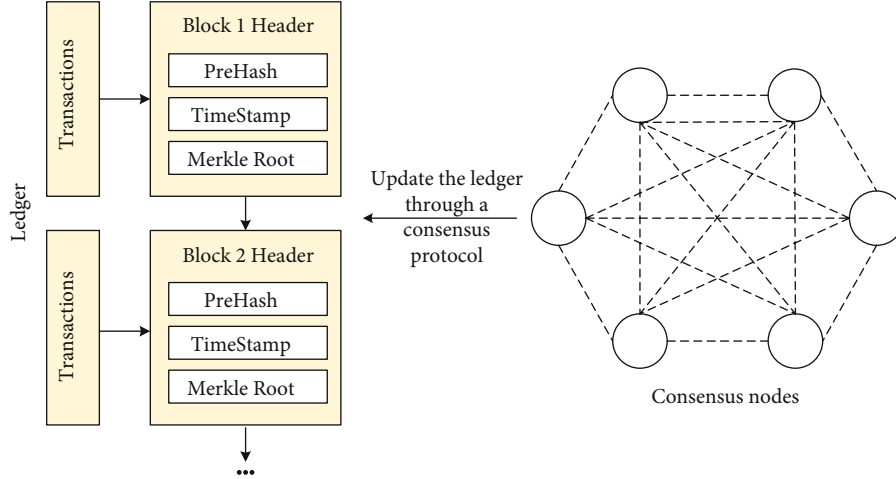 Ledger
Transactions
Block 1 Header
PreHash
TimeStamp
Merkle Root
Transactions
Block 2 Header
PreHash
TimeStamp
Merkle Root
•••
Update the ledger
through a
consensus
protocol
Consensus nodes